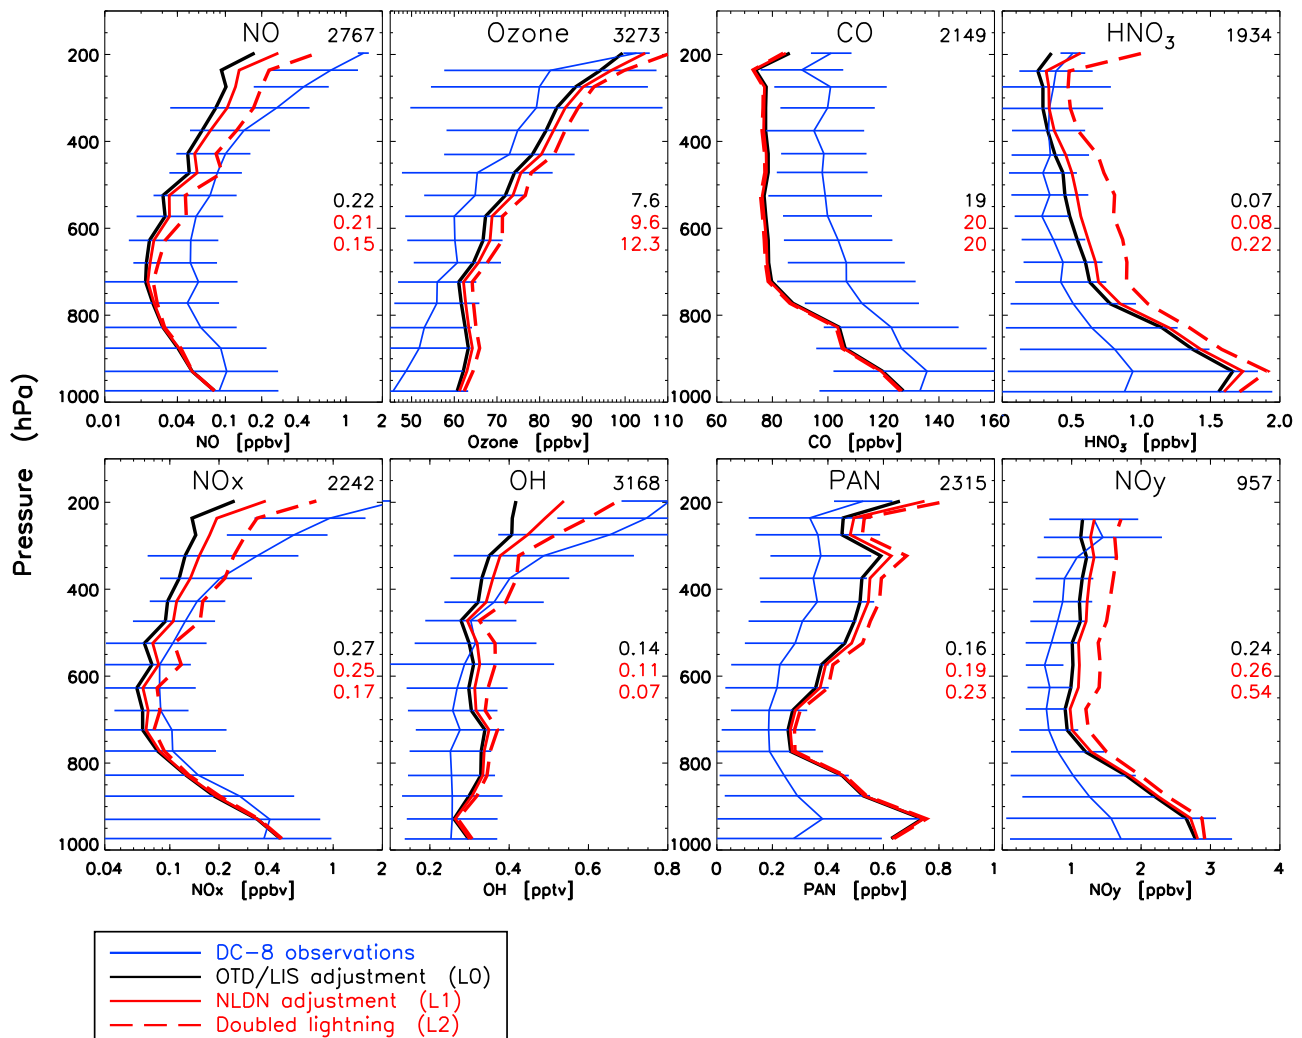 NO 2767
Ozone 3273
CO 2149
HNO3 1934
200
400
600
800
1000
0.22
0.21
0.15
7.6
9.6
12.3
19
20
20
0.07
0.08
0.22
0.01 0.04 0.1 0.2 0.4 1 2
50 60 70 80 90 100 110
60 80 100 120 140 160
0.5 1.0 1.5 2.0
NO [ppbv]
Ozone [ppbv]
CO [ppbv]
HNO3 [ppbv]
Pressure (hPa)
NOx 2242
OH 3168
PAN 2315
NOy 957
200
400
600
800
1000
0.27
0.25
0.17
0.14
0.11
0.07
0.16
0.19
0.23
0.24
0.26
0.54
0.04 0.1 0.2 0.4 1 2
0.2 0.4 0.6 0.8
0 0.2 0.4 0.6 0.8 1
0 1 2 3 4
NOx [ppbv]
OH [pptv]
PAN [ppbv]
NOy [ppbv]
DC-8 observations
OTD/LIS adjustment (L0)
NLDN adjustment (L1)
Doubled lightning (L2)